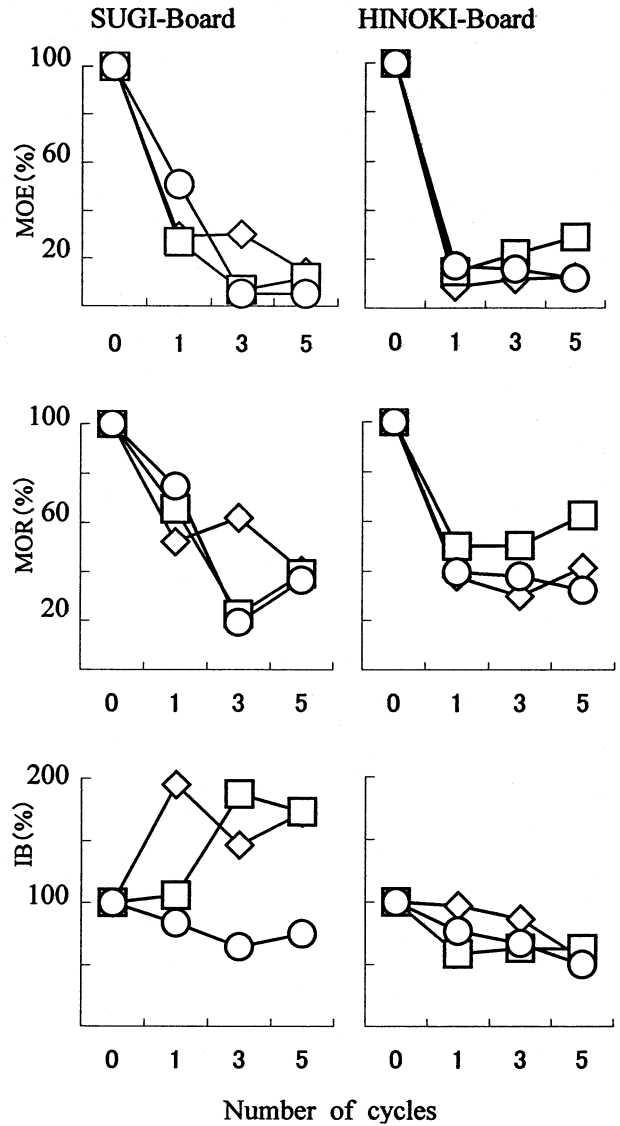 SUGI-Board HINOKI-Board
100
60
20
MOE(%)
0 1 3 5 0 1 3 5
100
60
20
MOR(%)
0 1 3 5 0 1 3 5
200
100
IB(%)
0 1 3 5 0 1 3 5
Number of cycles